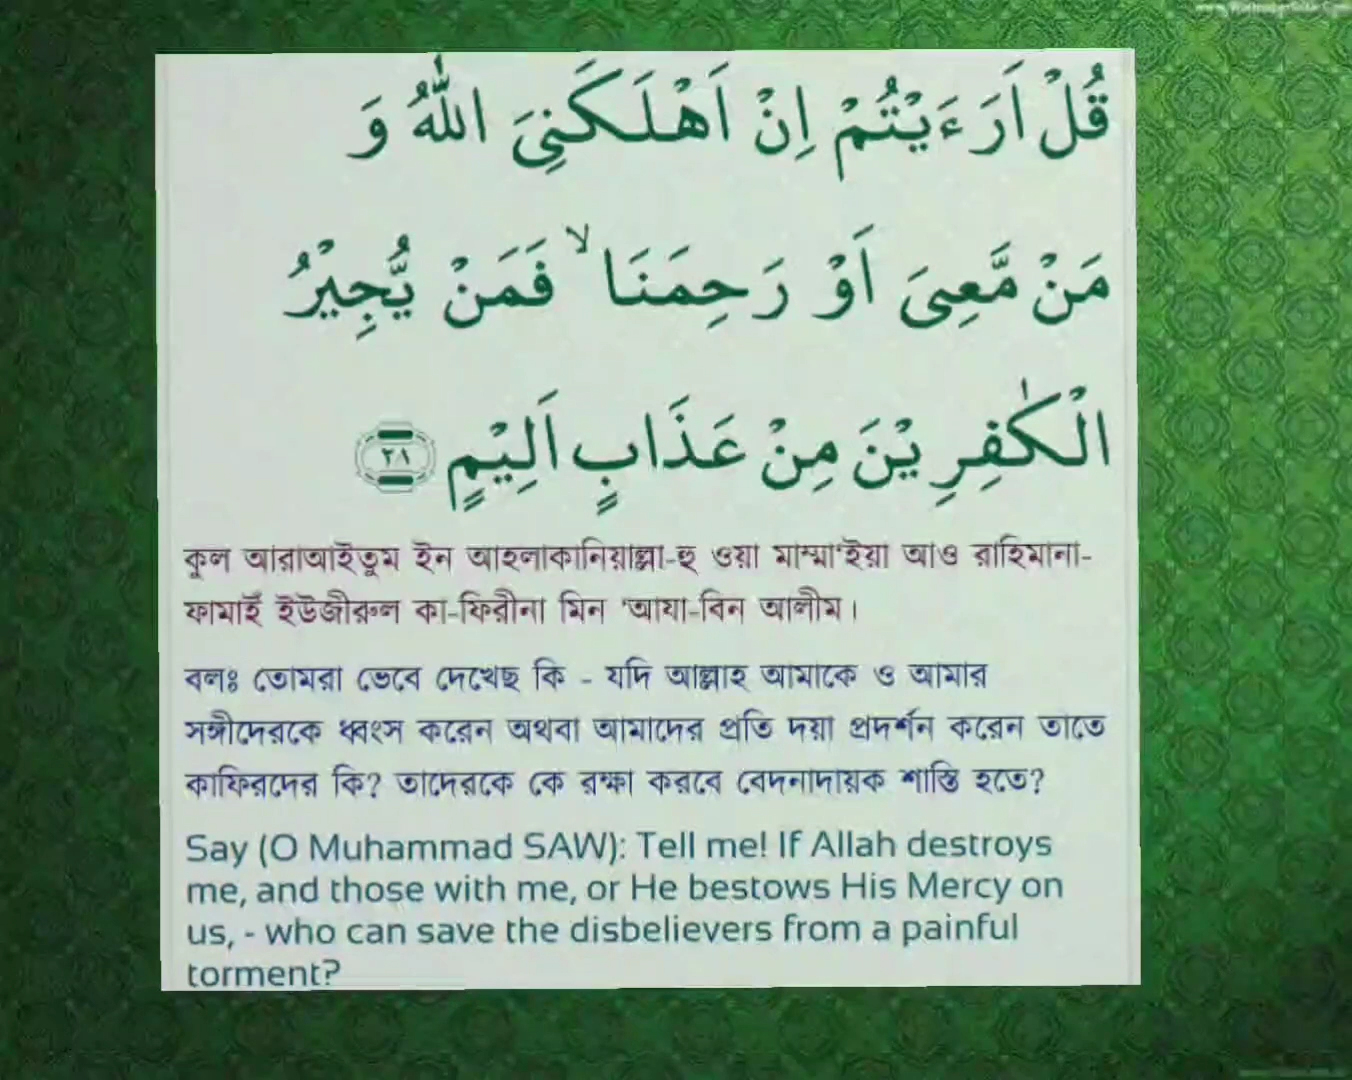 قُلْ اَرَءَيْتُمْ اِنْ اَهْلَكَنِىَ اللّٰهُ وَ
مَنْ مَّعِىَ اَوْ رَحِمَنَا ۙ فَمَنْ يُّجِيْرُ
الْكٰفِرِيْنَ مِنْ عَذَابٍ اَلِيْمٍ ٢٨
কুল আরাআইতুম ইন আহলাকানিয়াল্লা-হু ওয়া মাম্মা'ইয়া আও রাহিমানা-
ফামাইঁ ইউজীরুল কা-ফিরীনা মিন 'আযা-বিন আলীম।
বলঃ তোমরা ভেবে দেখেছ কি - যদি আল্লাহ আমাকে ও আমার
সঙ্গীদেরকে ধ্বংস করেন অথবা আমাদের প্রতি দয়া প্রদর্শন করেন তাতে
কাফিরদের কি? তাদেরকে কে রক্ষা করবে বেদনাদায়ক শাস্তি হতে?
Say (O Muhammad SAW): Tell me! If Allah destroys
me, and those with me, or He bestows His Mercy on
us, - who can save the disbelievers from a painful
torment?